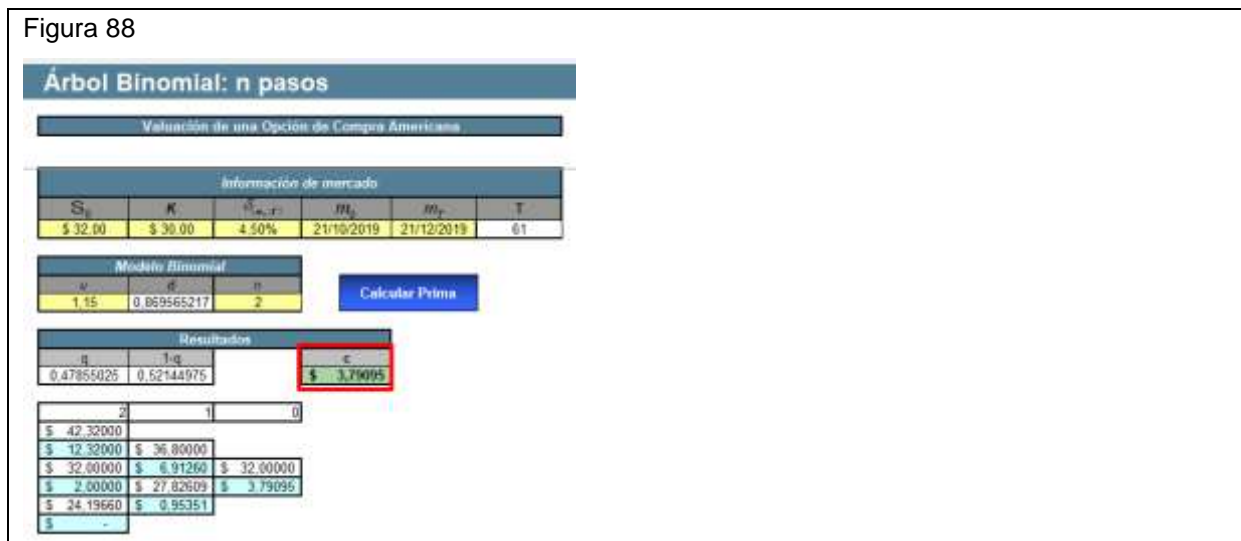 Figura 88
Árbol Binomial: n pasos
Valuación de una Opción de Compra Americana
Información de mercado
S₀ K m₀ m_T T
$ 32,00 $ 30,00 4.50% 21/10/2019 21/12/2019 61
Modelo Binomial
u d n
1,15 0,869565217 2
Calcular Prima
Resultados
q 1-q c
0,47855025 0,52144975 $ 3,79095
2 1 0
$ 42,32000
$ 12,32000 $ 36,80000
$ 32,00000 $ 6,91260 $ 32,00000
$ 2,00000 $ 27,82609 $ 3,79095
$ 24,19660 $ 0,95351
$ -